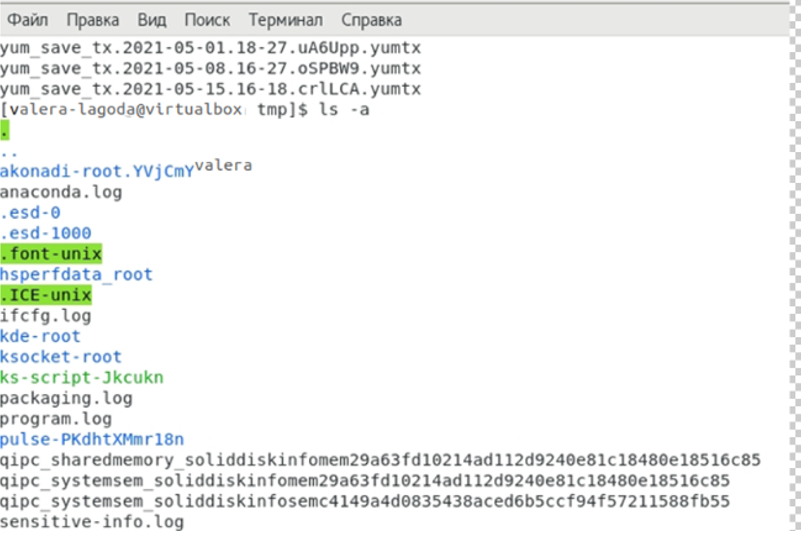 Файл Правка Вид Поиск Терминал Справка
yum_save_tx.2021-05-01.18-27.uA6Upp.yumtx
yum_save_tx.2021-05-08.16-27.oSPBW9.yumtx
yum_save_tx.2021-05-15.16-18.crlLCA.yumtx
[valera-lagoda@virtualbox tmp]$ ls -a
.
..
akonadi-root.YVjCmYvalera
anaconda.log
.esd-0
.esd-1000
.font-unix
hsperfdata_root
.ICE-unix
ifcfg.log
kde-root
ksocket-root
ks-script-Jkcukn
packaging.log
program.log
pulse-PKdhtXMmr18n
qipc_sharedmemory_soliddiskinfomem29a63fd10214ad112d9240e81c18480e18516c85
qipc_systemsem_soliddiskinfomem29a63fd10214ad112d9240e81c18480e18516c85
qipc_systemsem_soliddiskinfosemc4149a4d0835438aced6b5ccf94f57211588fb55
sensitive-info.log